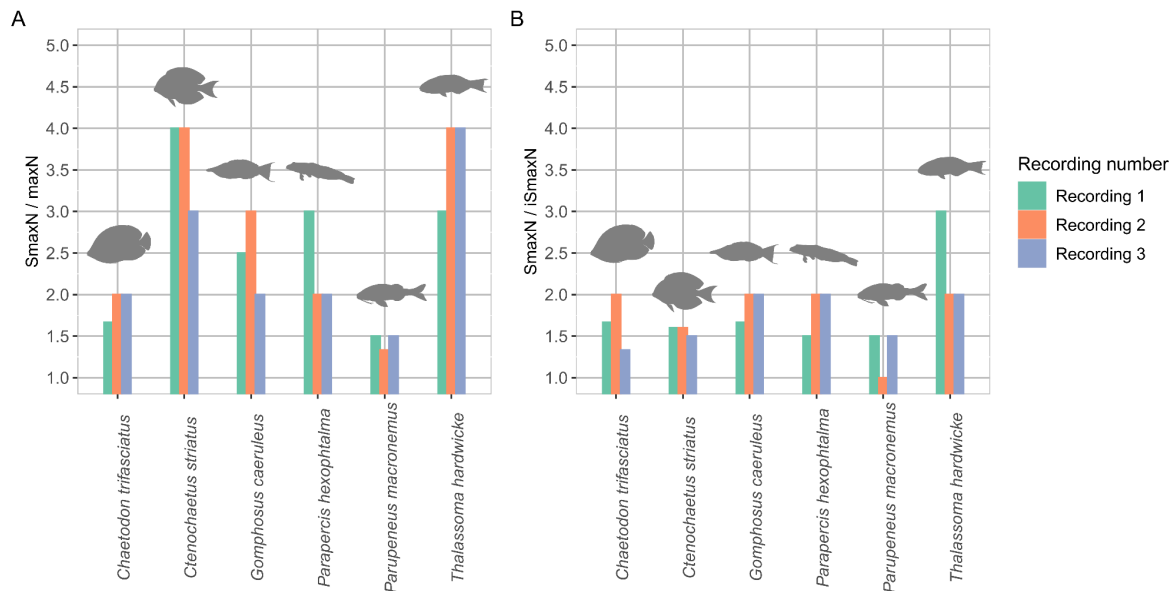 A
SmaxN / maxN
5.0
4.5
4.0
3.5
3.0
2.5
2.0
1.5
1.0
Chaetodon trifasciatus
Ctenochaetus striatus
Gomphosus caeruleus
Parapercis hexophtalma
Parupeneus macronemus
Thalassoma hardwicke
B
SmaxN / iSmaxN
5.0
4.5
4.0
3.5
3.0
2.5
2.0
1.5
1.0
Chaetodon trifasciatus
Ctenochaetus striatus
Gomphosus caeruleus
Parapercis hexophtalma
Parupeneus macronemus
Thalassoma hardwicke
Recording number
Recording 1
Recording 2
Recording 3